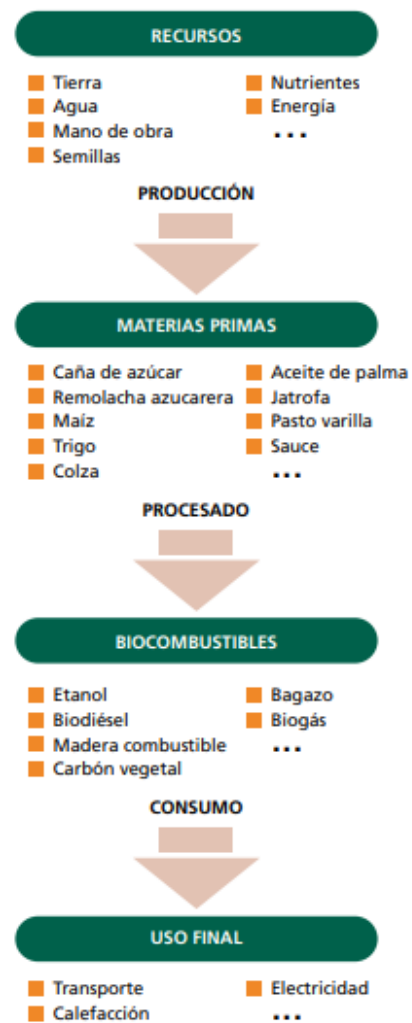 RECURSOS
Tierra
Agua
Mano de obra
Semillas
Nutrientes
Energía
...
PRODUCCIÓN
MATERIAS PRIMAS
Caña de azúcar
Remolacha azucarera
Maíz
Trigo
Colza
Aceite de palma
Jatrofa
Pasto varilla
Sauce
...
PROCESADO
BIOCOMBUSTIBLES
Etanol
Biodiésel
Madera combustible
Carbón vegetal
Bagazo
Biogás
...
CONSUMO
USO FINAL
Transporte
Calefacción
Electricidad
...